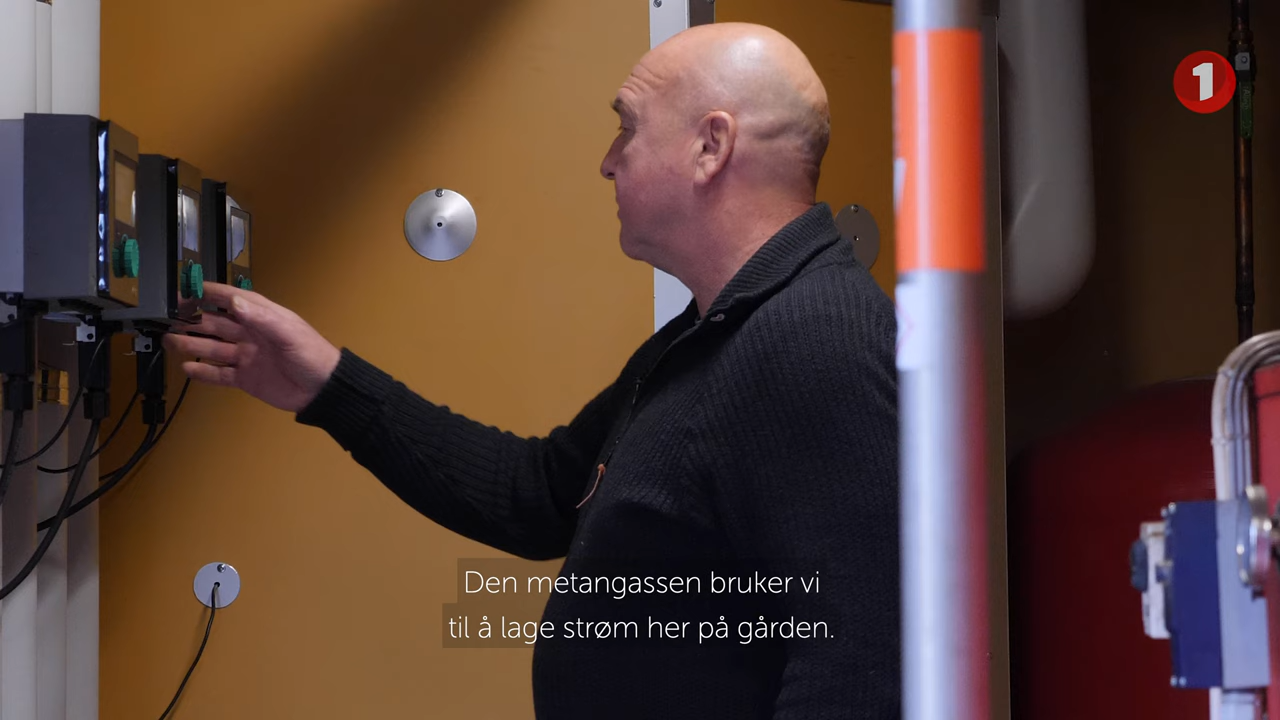 1
Den metangassen bruker vi
til å lage strøm her på gården.